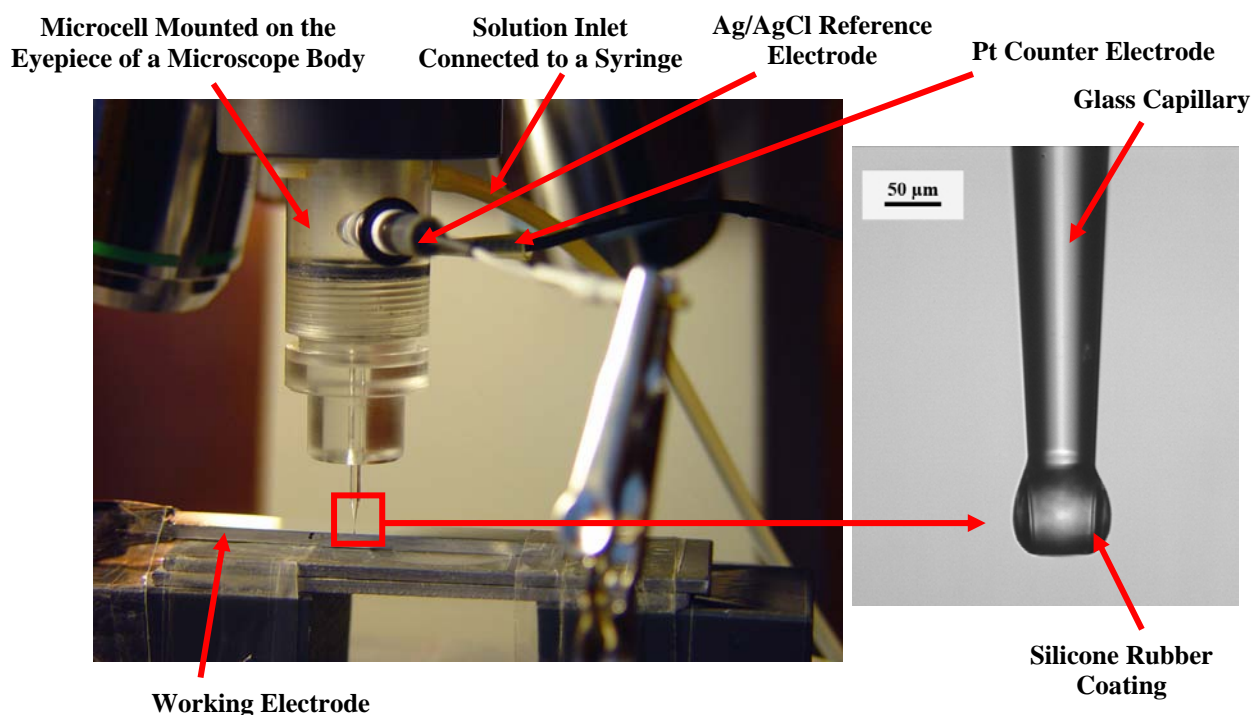 Microcell Mounted on the
Eyepiece of a Microscope Body
Solution Inlet
Connected to a Syringe
Ag/AgCl Reference
Electrode
Pt Counter Electrode
Glass Capillary
50 µm
Silicone Rubber
Coating
Working Electrode